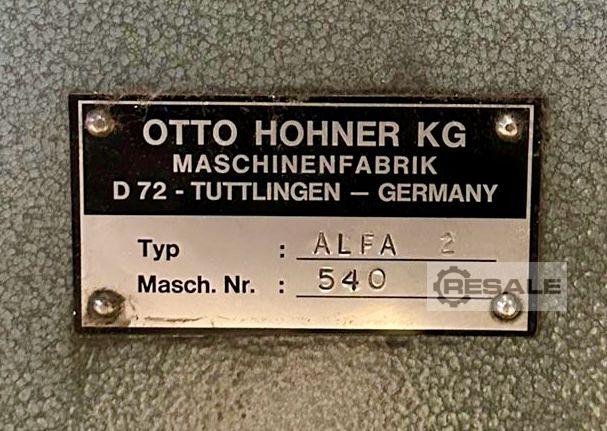 OTTO HOHNER KG
MASCHINENFABRIK
D 72 - TUTTLINGEN — GERMANY
Typ : ALFA 2
Masch. Nr. : 540
RESALE